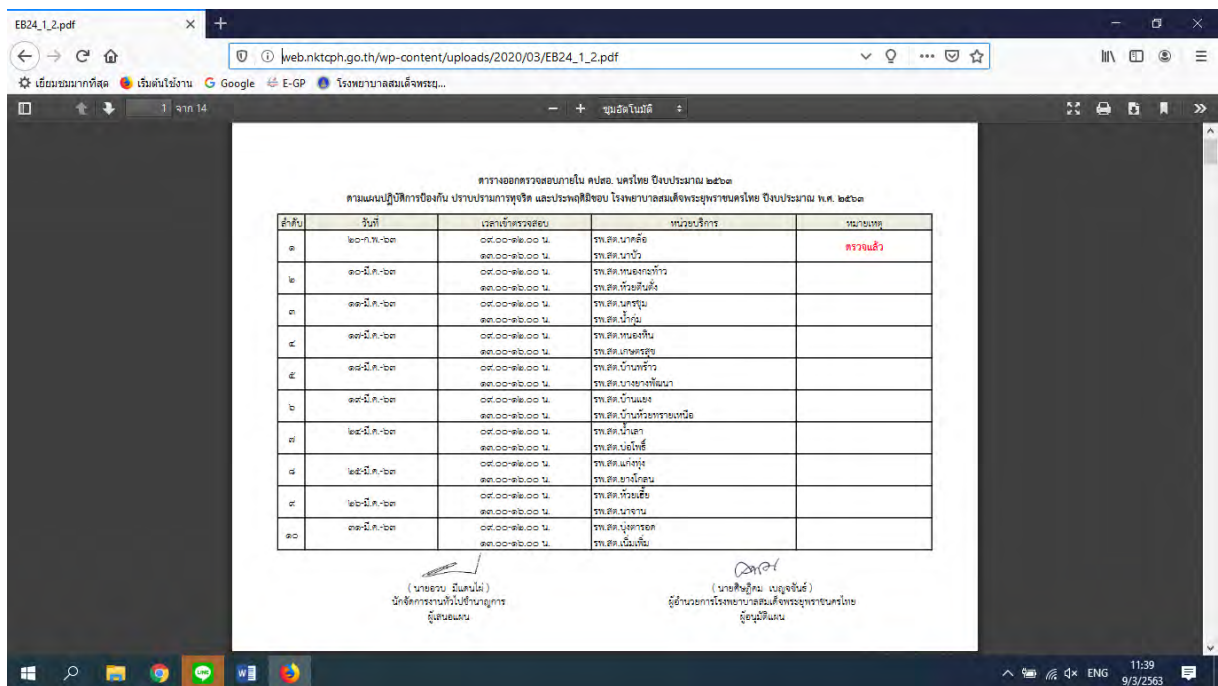 EB24_1_2.pdf
web.nktcph.go.th/wp-content/uploads/2020/03/EB24_1_2.pdf
เยี่ยมชมมากที่สุด เริ่มต้นใช้งาน Google E-GP โรงพยาบาลสมเด็จพระยุ...
1 จาก 14 ซูมอัตโนมัติ
ตารางออกตรวจสอบภายใน คปสอ. นครไทย ปีงบประมาณ ๒๕๖๓
ตามแผนปฏิบัติการป้องกัน ปราบปรามการทุจริต และประพฤติมิชอบ โรงพยาบาลสมเด็จพระยุพราชนครไทย ปีงบประมาณ พ.ศ. ๒๕๖๓
ลำดับ วันที่ เวลาเข้าตรวจสอบ หน่วยบริการ หมายเหตุ
๑ ๒๐-ก.พ.-๖๓ ๐๙.๐๐-๑๒.๐๐ น. รพ.สต.นาคล้อ ตรวจแล้ว
๑๓.๐๐-๑๖.๐๐ น. รพ.สต.นาบัว
๒ ๑๐-มี.ค.-๖๓ ๐๙.๐๐-๑๒.๐๐ น. รพ.สต.หนองกะท้าว
๑๓.๐๐-๑๖.๐๐ น. รพ.สต.ห้วยตีนตั่ง
๓ ๑๑-มี.ค.-๖๓ ๐๙.๐๐-๑๒.๐๐ น. รพ.สต.นครชุม
๑๓.๐๐-๑๖.๐๐ น. รพ.สต.น้ำกุ่ม
๔ ๑๗-มี.ค.-๖๓ ๐๙.๐๐-๑๒.๐๐ น. รพ.สต.หนองหิน
๑๓.๐๐-๑๖.๐๐ น. รพ.สต.เกษตรสุข
๕ ๑๘-มี.ค.-๖๓ ๐๙.๐๐-๑๒.๐๐ น. รพ.สต.บ้านพร้าว
๑๓.๐๐-๑๖.๐๐ น. รพ.สต.บางยางพัฒนา
๖ ๑๙-มี.ค.-๖๓ ๐๙.๐๐-๑๒.๐๐ น. รพ.สต.บ้านแยง
๑๓.๐๐-๑๖.๐๐ น. รพ.สต.บ้านห้วยทรายเหนือ
๗ ๒๔-มี.ค.-๖๓ ๐๙.๐๐-๑๒.๐๐ น. รพ.สต.น้ำเลา
๑๓.๐๐-๑๖.๐๐ น. รพ.สต.บ่อโพธิ์
๘ ๒๕-มี.ค.-๖๓ ๐๙.๐๐-๑๒.๐๐ น. รพ.สต.แก่งทุ่ง
๑๓.๐๐-๑๖.๐๐ น. รพ.สต.ยางโกลน
๙ ๒๖-มี.ค.-๖๓ ๐๙.๐๐-๑๒.๐๐ น. รพ.สต.ห้วยเฮี้ย
๑๓.๐๐-๑๖.๐๐ น. รพ.สต.นาจาน
๑๐ ๓๑-มี.ค.-๖๓ ๐๙.๐๐-๑๒.๐๐ น. รพ.สต.บุ่งตารอด
๑๓.๐๐-๑๖.๐๐ น. รพ.สต.เนินเพิ่ม
( นายอวบ มีแดนไผ่ ) ( นายศิษฏิคม เบญจขันธ์ )
นักจัดการงานทั่วไปชำนาญการ ผู้อำนวยการโรงพยาบาลสมเด็จพระยุพราชนครไทย
ผู้เสนอแผน ผู้อนุมัติแผน
ENG 11:39
9/3/2563